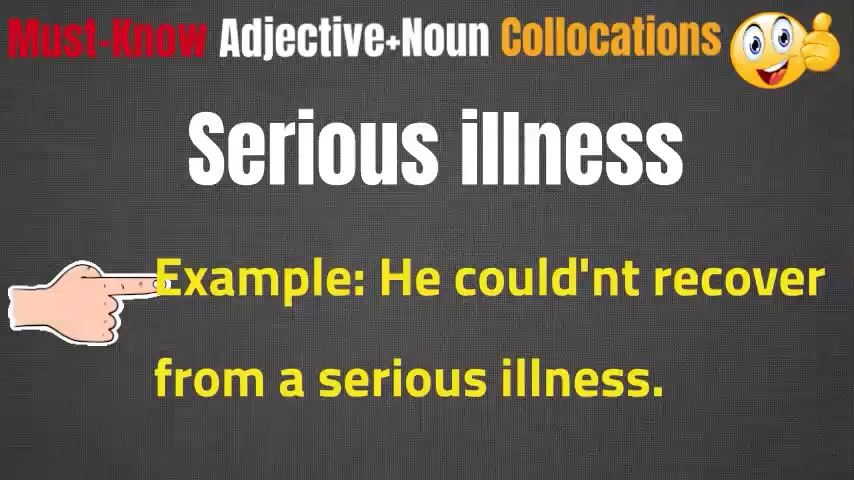 Must-Know Adjective+Noun Collocations
Serious illness
Example: He could'nt recover
from a serious illness.